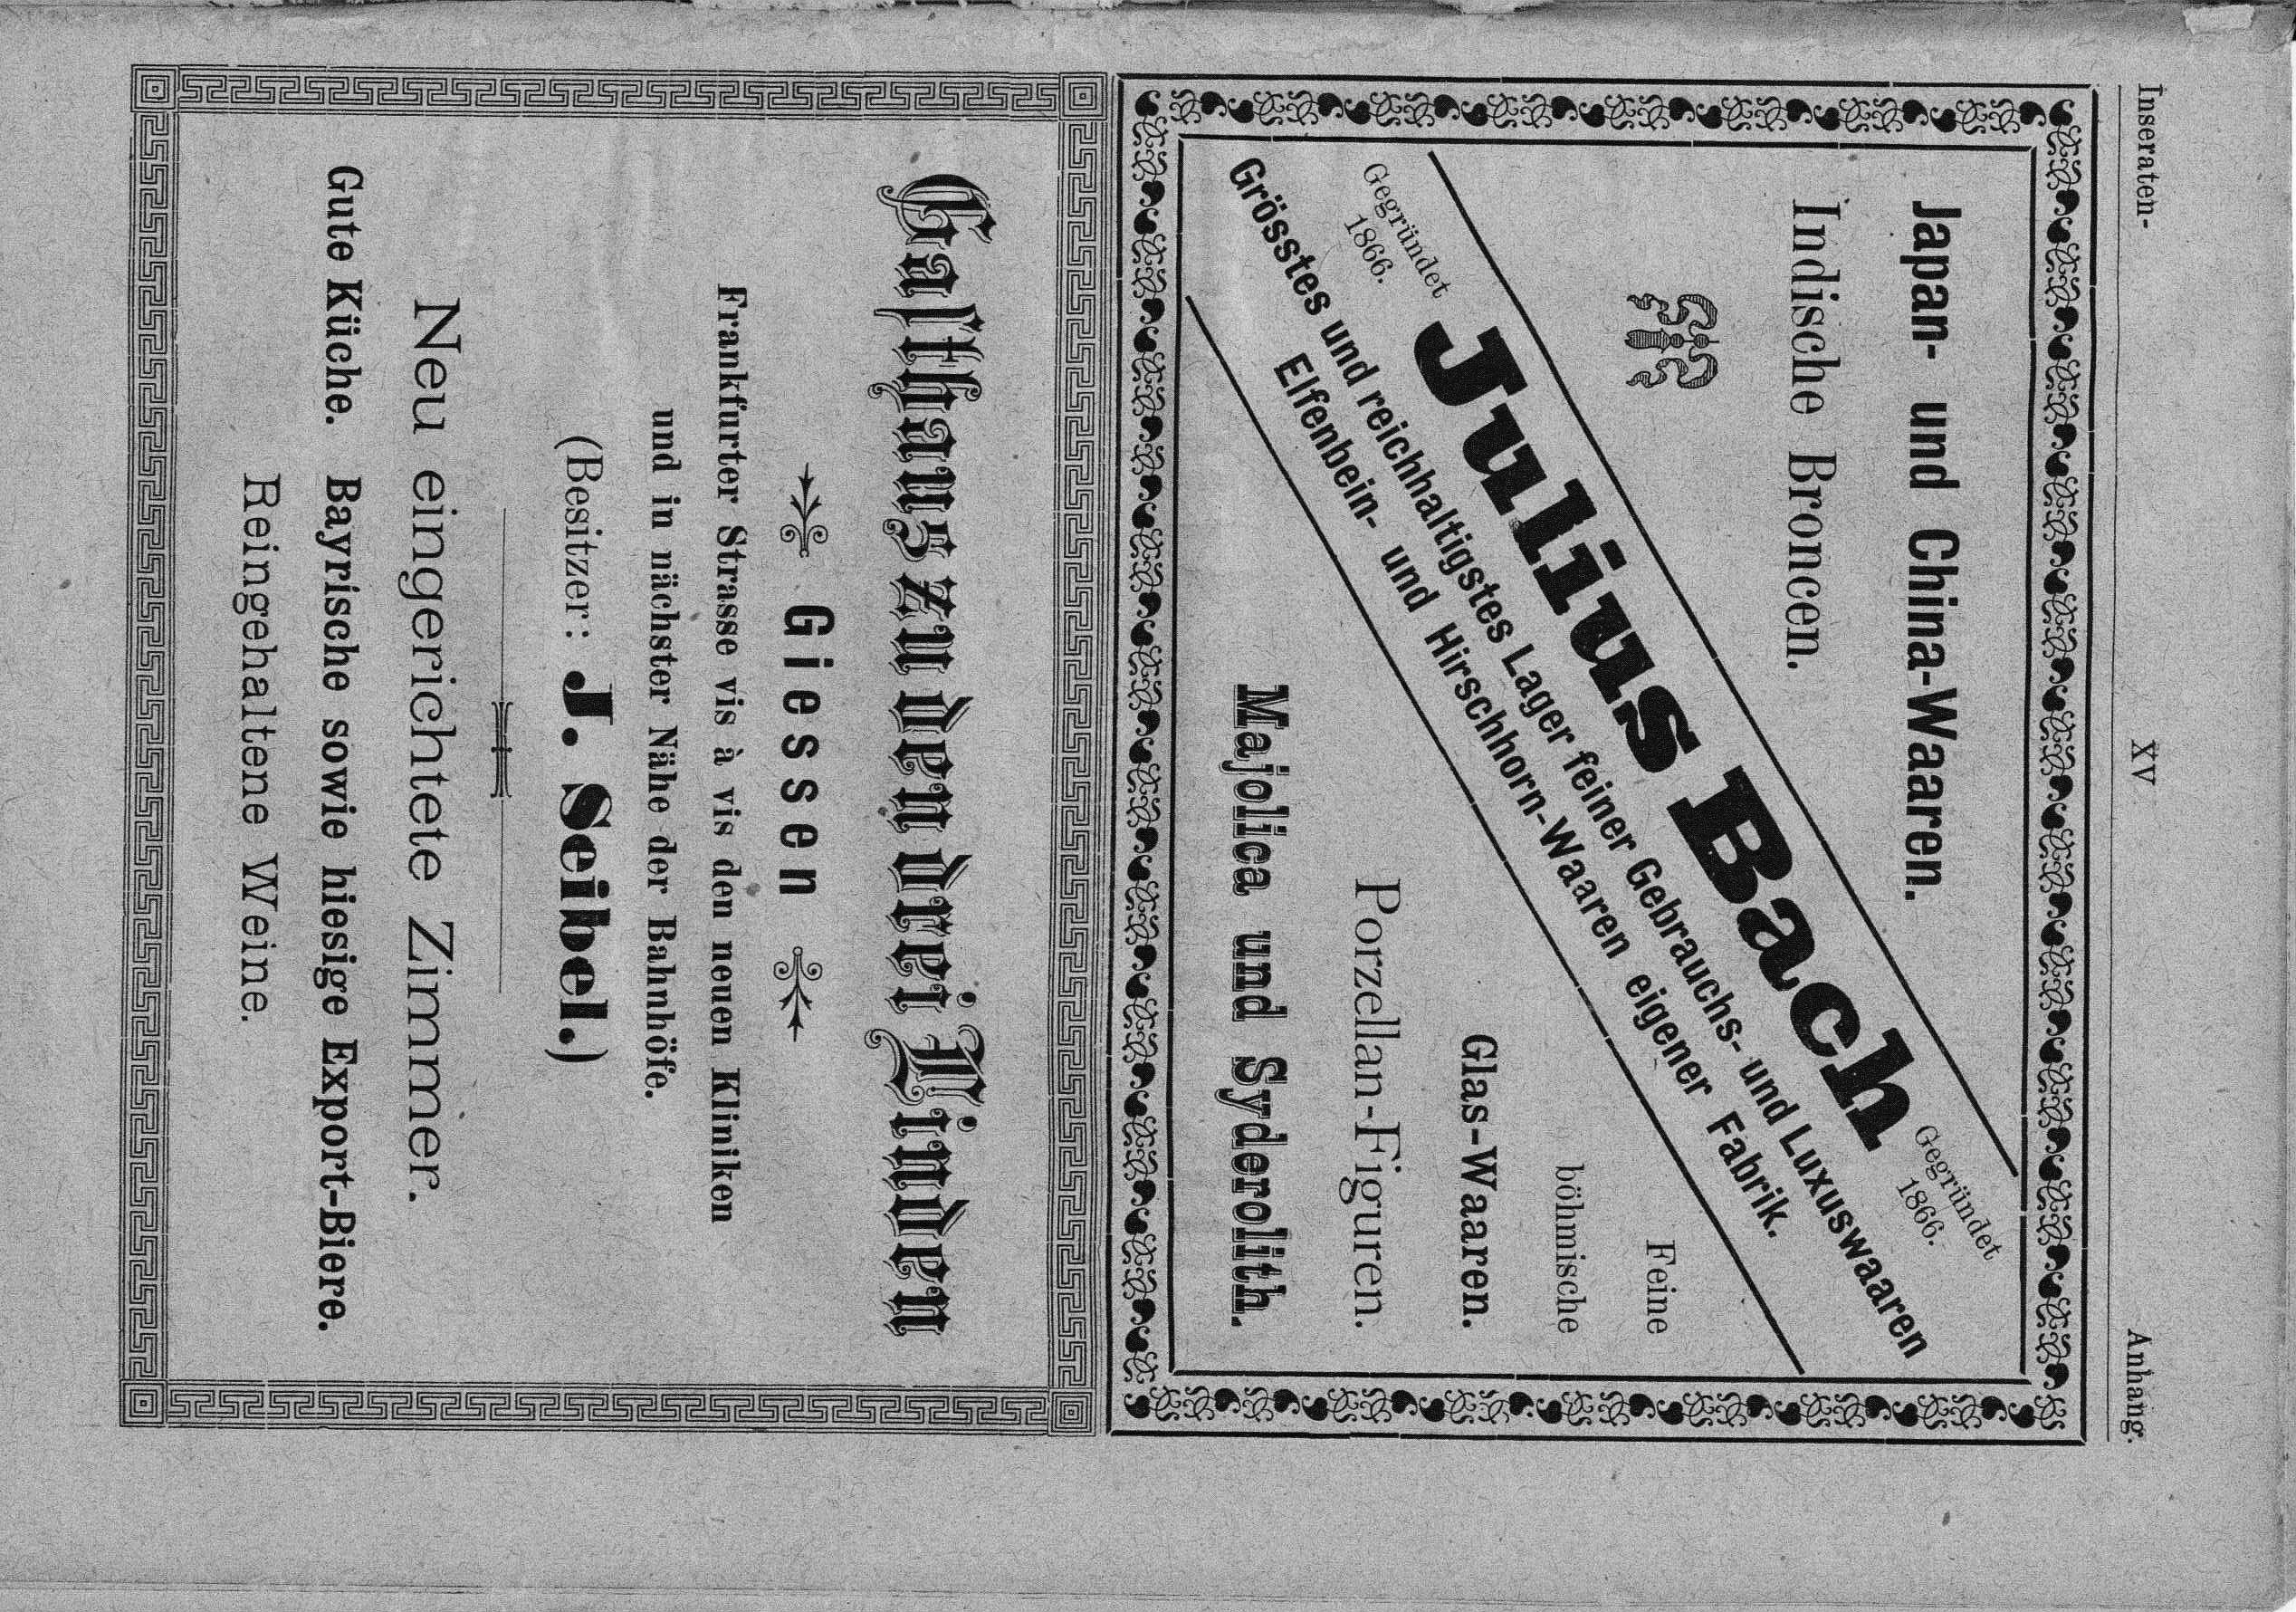 Inseraten- XV Anhang.
Japan- und China-Waaren.
Indische Broncen.
Gegründet
1866.
Julius Bach
Gegründet
1866.
Grösstes und reichhaltigstes Lager feiner Gebrauchs- und Luxuswaaren
Elfenbein- und Hirschhorn-Waaren eigener Fabrik.
Feine
böhmische
Glas-Waaren.
Porzellan-Figuren.
Majolica und Syderolith.
Gasthaus zu den drei Linden
Giessen
Frankfurter Strasse vis à vis den neuen Kliniken
und in nächster Nähe der Bahnhöfe.
(Besitzer: J. Seibel.)
Neu eingerichtete Zimmer.
Gute Küche. Bayrische sowie hiesige Export-Biere.
Reingehaltene Weine.